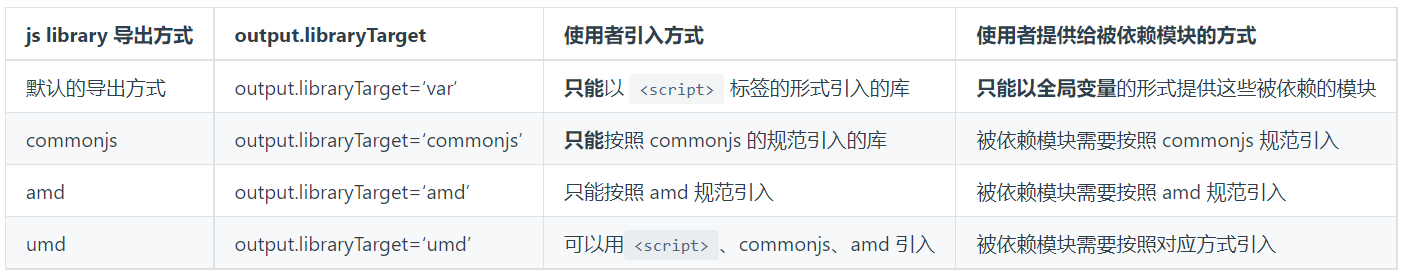 js library 导出方式 output.libraryTarget 使用者引入方式 使用者提供给被依赖模块的方式
默认的导出方式 output.libraryTarget=‘var’ 只能以 <script> 标签的形式引入的库 只能以全局变量的形式提供这些被依赖的模块
commonjs output.libraryTarget=‘commonjs’ 只能按照 commonjs 的规范引入的库 被依赖模块需要按照 commonjs 规范引入
amd output.libraryTarget=‘amd’ 只能按照 amd 规范引入 被依赖模块需要按照 amd 规范引入
umd output.libraryTarget=‘umd’ 可以用 <script> 、commonjs、amd 引入 被依赖模块需要按照对应方式引入